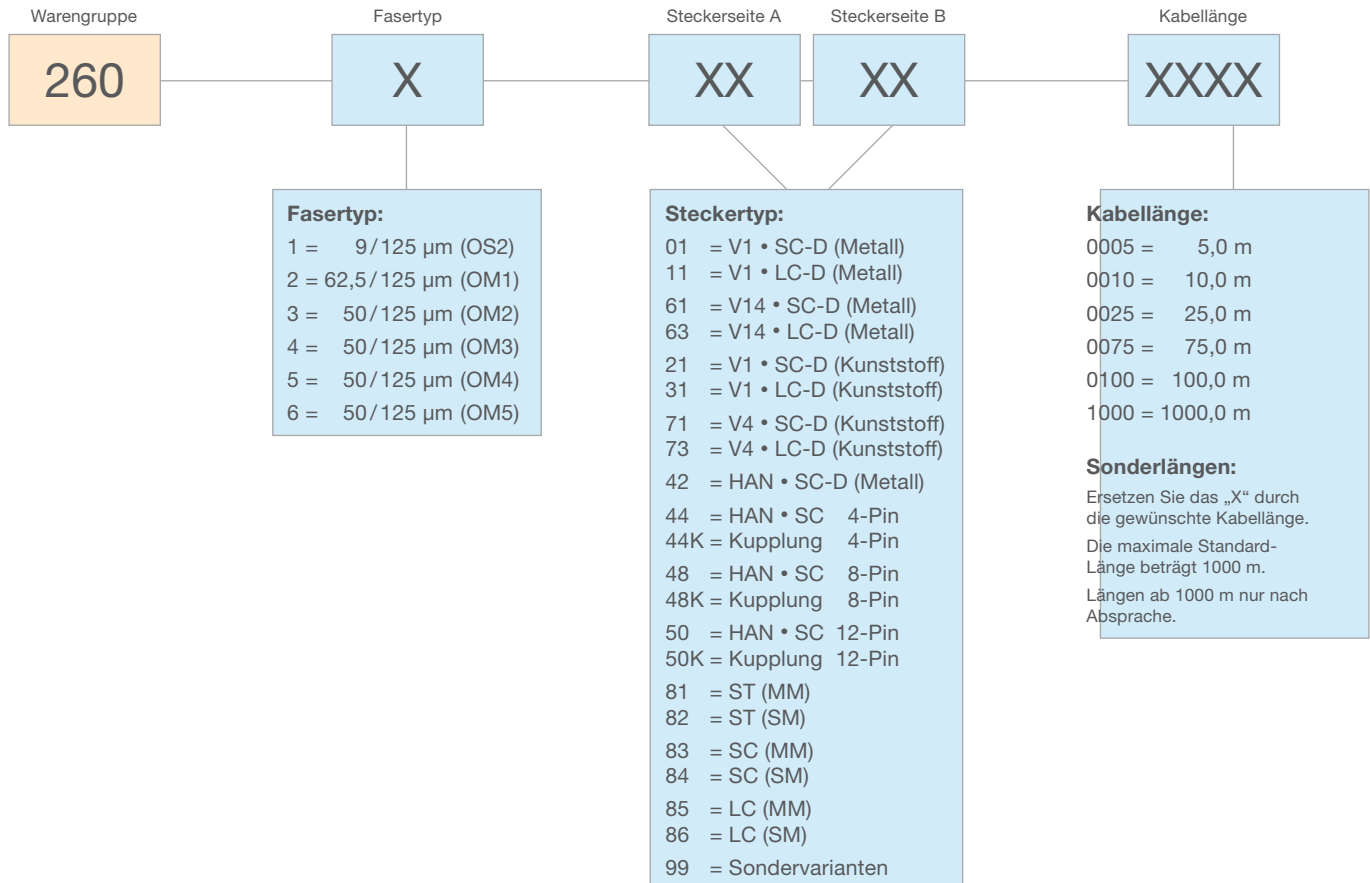 Warengruppe
Fasertyp
Steckerseite A
Steckerseite B
Kabellänge
260
X
XX
XX
XXXX
Fasertyp:
1 = 9/125 µm (OS2)
2 = 62,5/125 µm (OM1)
3 = 50/125 µm (OM2)
4 = 50/125 µm (OM3)
5 = 50/125 µm (OM4)
6 = 50/125 µm (OM5)
Steckertyp:
01 = V1 • SC-D (Metall)
11 = V1 • LC-D (Metall)
61 = V14 • SC-D (Metall)
63 = V14 • LC-D (Metall)
21 = V1 • SC-D (Kunststoff)
31 = V1 • LC-D (Kunststoff)
71 = V4 • SC-D (Kunststoff)
73 = V4 • LC-D (Kunststoff)
42 = HAN • SC-D (Metall)
44 = HAN • SC 4-Pin
44K = Kupplung 4-Pin
48 = HAN • SC 8-Pin
48K = Kupplung 8-Pin
50 = HAN • SC 12-Pin
50K = Kupplung 12-Pin
81 = ST (MM)
82 = ST (SM)
83 = SC (MM)
84 = SC (SM)
85 = LC (MM)
86 = LC (SM)
99 = Sondervarianten
Kabellänge:
0005 = 5,0 m
0010 = 10,0 m
0025 = 25,0 m
0075 = 75,0 m
0100 = 100,0 m
1000 = 1000,0 m
Sonderlängen:
Ersetzen Sie das „X“ durch
die gewünschte Kabellänge.
Die maximale Standard-
Länge beträgt 1000 m.
Längen ab 1000 m nur nach
Absprache.